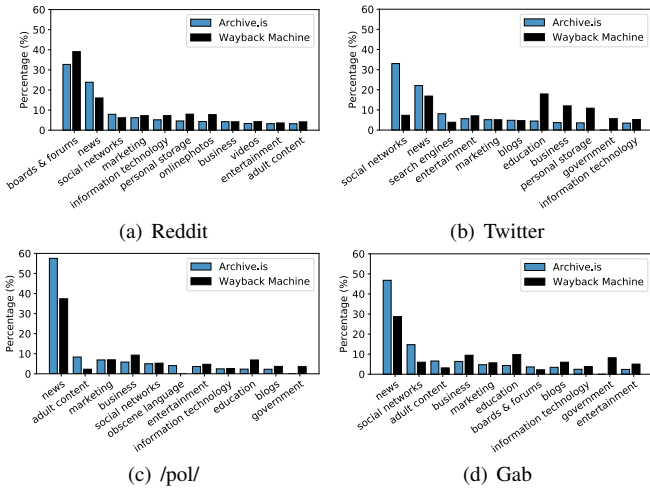 60
50
40
30
20
10
0
Percentage (%)
Archive.is
Wayback Machine
boards & forums
news
social networks
marketing
information technology
personal storage
onlinephotos
business
videos
entertainment
adult content
(a) Reddit
60
50
40
30
20
10
0
Percentage (%)
Archive.is
Wayback Machine
social networks
news
search engines
entertainment
marketing
blogs
education
business
personal storage
government
information technology
(b) Twitter
60
50
40
30
20
10
0
Percentage (%)
Archive.is
Wayback Machine
news
adult content
marketing
business
social networks
obscene language
entertainment
information technology
education
blogs
government
(c) /pol/
60
50
40
30
20
10
0
Percentage (%)
Archive.is
Wayback Machine
news
social networks
adult content
business
marketing
education
boards & forums
blogs
information technology
government
entertainment
(d) Gab